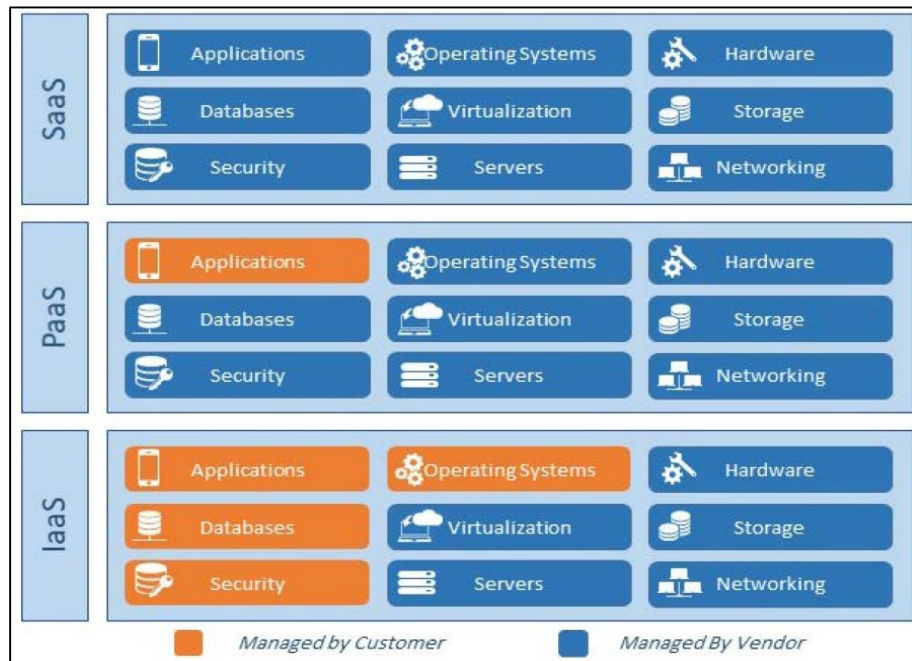 SaaS
Applications
Operating Systems
Hardware
Databases
Virtualization
Storage
Security
Servers
Networking
PaaS
Applications
Operating Systems
Hardware
Databases
Virtualization
Storage
Security
Servers
Networking
IaaS
Applications
Operating Systems
Hardware
Databases
Virtualization
Storage
Security
Servers
Networking
Managed by Customer
Managed By Vendor